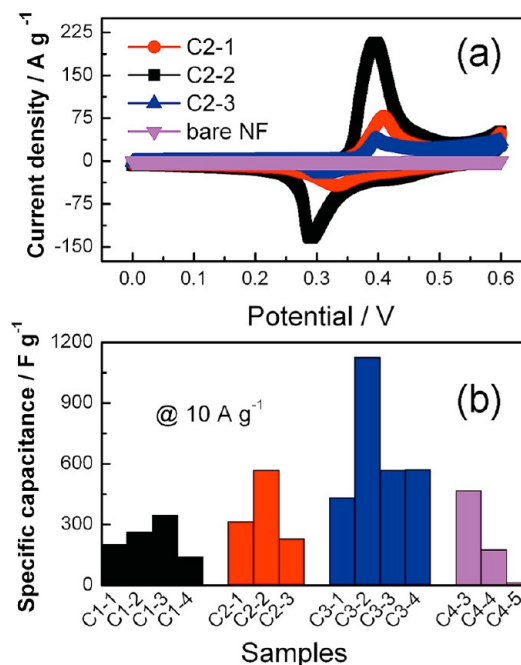 225
150
75
0
-75
-150
Current density / A g⁻¹
C2-1
C2-2
C2-3
bare NF
(a)
0.0 0.1 0.2 0.3 0.4 0.5 0.6
Potential / V
1200
900
600
300
0
Specific capacitance / F g⁻¹
@ 10 A g⁻¹
(b)
C1-1 C1-2 C1-3 C1-4 C2-1 C2-2 C2-3 C3-1 C3-2 C3-3 C3-4 C4-3 C4-4 C4-5
Samples